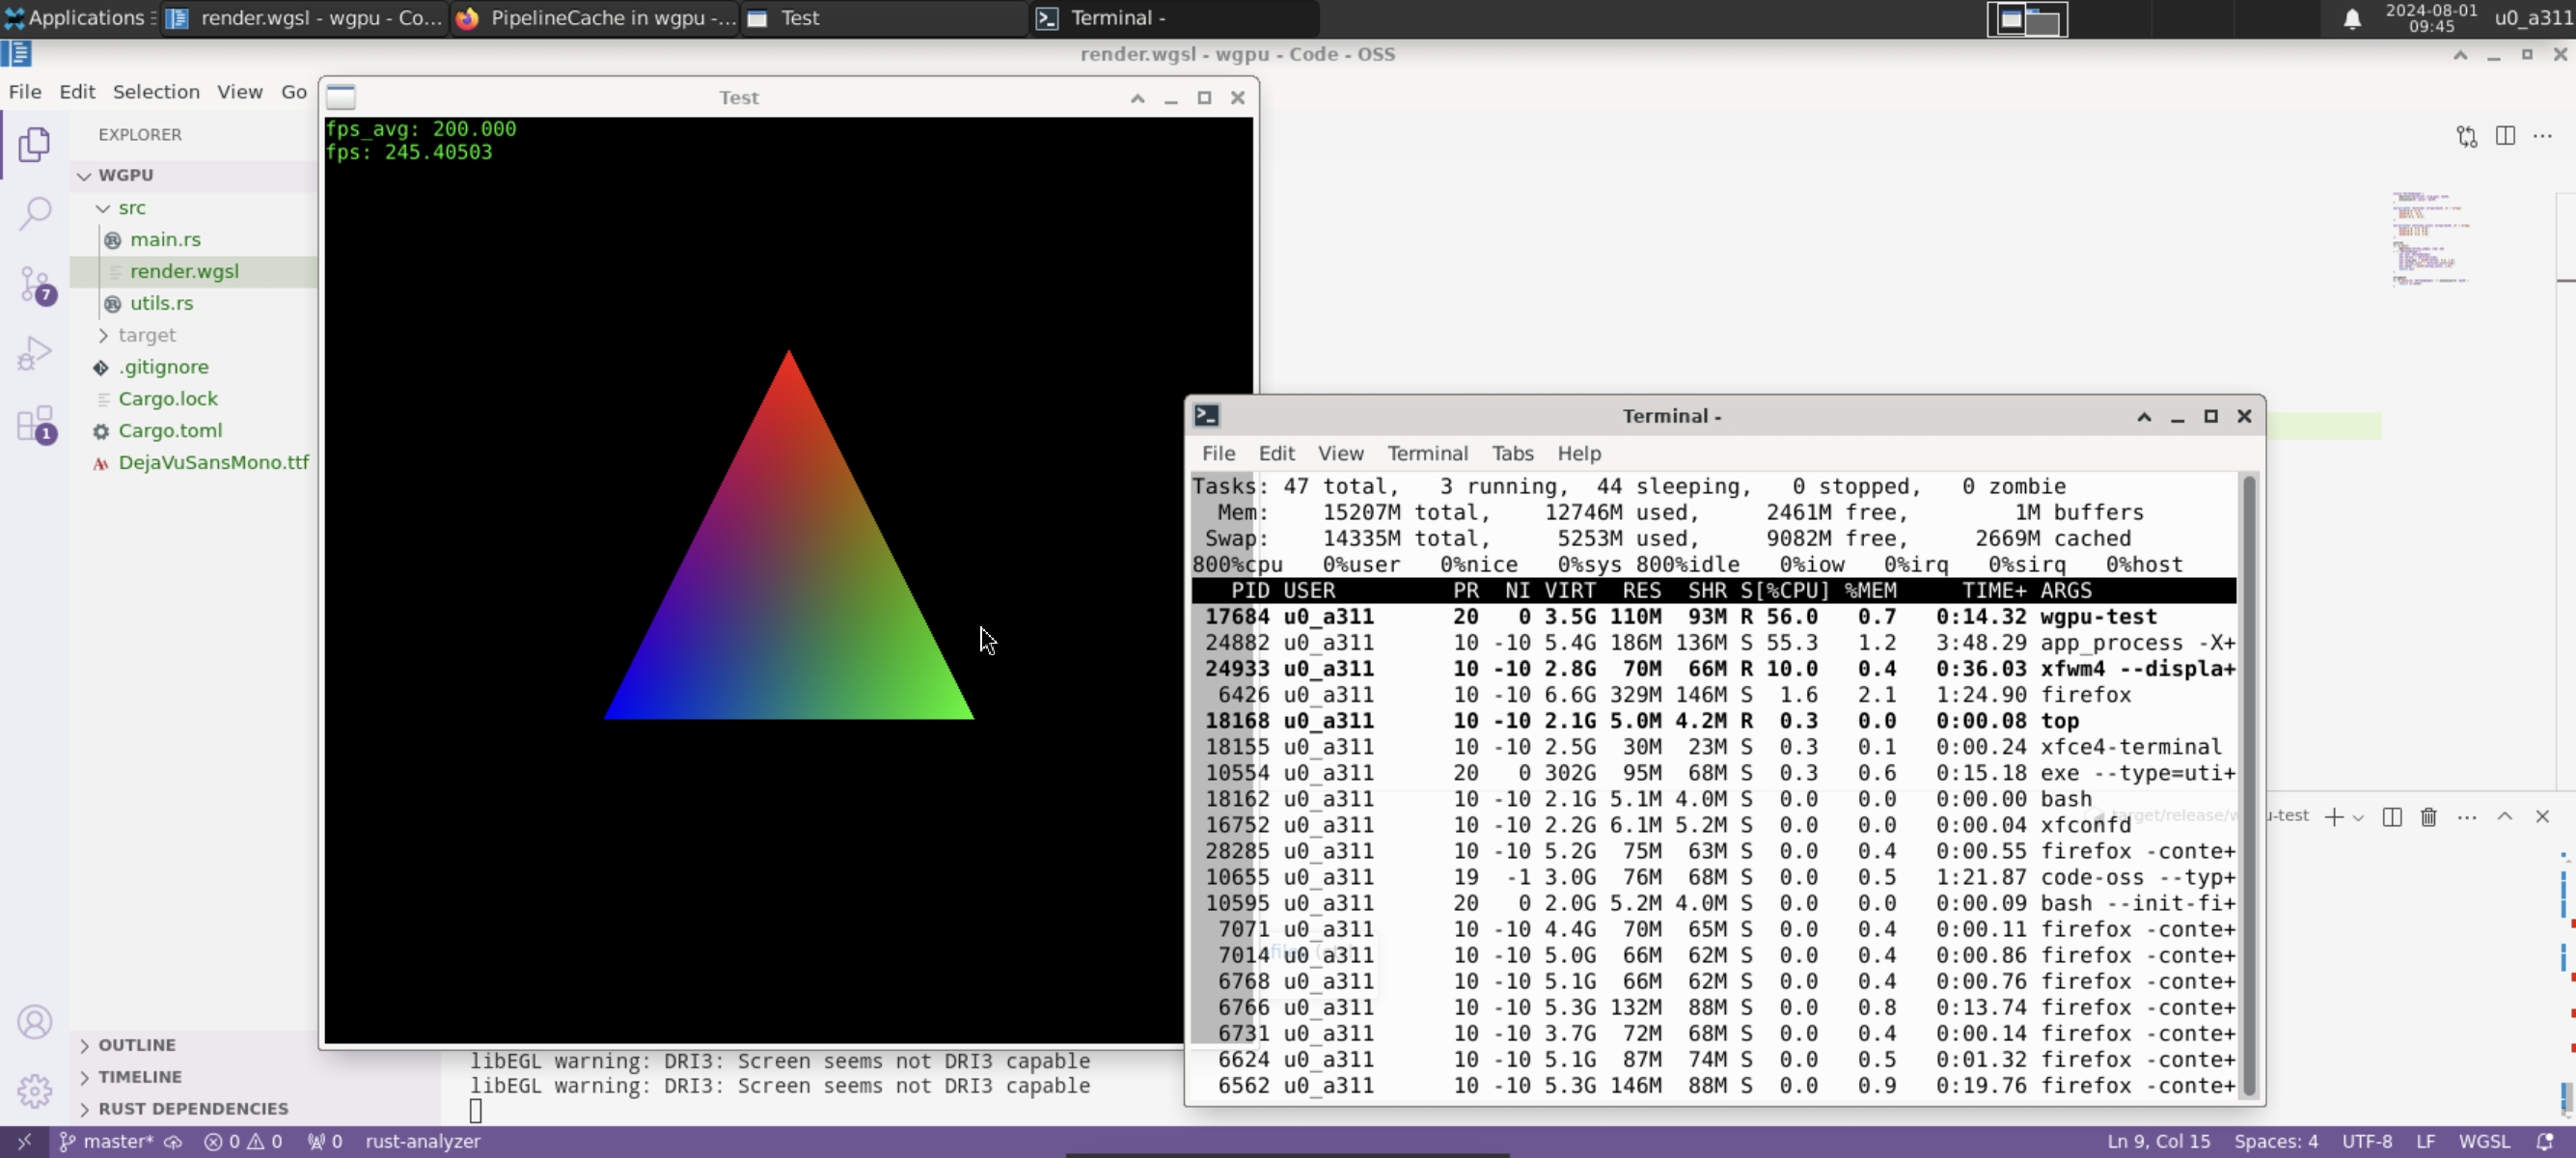 Applications
render.wgsl - wgpu - Co...
PipelineCache in wgpu -...
Test
Terminal -
2024-08-01
09:45
u0_a311
render.wgsl - wgpu - Code - OSS
File Edit Selection View Go
EXPLORER
WGPU
src
main.rs
render.wgsl
utils.rs
target
.gitignore
Cargo.lock
Cargo.toml
DejaVuSansMono.ttf
7
1
OUTLINE
TIMELINE
RUST DEPENDENCIES
Test
fps_avg: 200.000
fps: 245.40503
Terminal -
File Edit View Terminal Tabs Help
Tasks: 47 total, 3 running, 44 sleeping, 0 stopped, 0 zombie
Mem: 15207M total, 12746M used, 2461M free, 1M buffers
Swap: 14335M total, 5253M used, 9082M free, 2669M cached
800%cpu 0%user 0%nice 0%sys 800%idle 0%iow 0%irq 0%sirq 0%host
PID USER PR NI VIRT RES SHR S[%CPU] %MEM TIME+ ARGS
17684 u0_a311 20 0 3.5G 110M 93M R 56.0 0.7 0:14.32 wgpu-test
24882 u0_a311 10 -10 5.4G 186M 136M S 55.3 1.2 3:48.29 app_process -X+
24933 u0_a311 10 -10 2.8G 70M 66M R 10.0 0.4 0:36.03 xfwm4 --displa+
6426 u0_a311 10 -10 6.6G 329M 146M S 1.6 2.1 1:24.90 firefox
18168 u0_a311 10 -10 2.1G 5.0M 4.2M R 0.3 0.0 0:00.08 top
18155 u0_a311 10 -10 2.5G 30M 23M S 0.3 0.1 0:00.24 xfce4-terminal
10554 u0_a311 20 0 302G 95M 68M S 0.3 0.6 0:15.18 exe --type=uti+
18162 u0_a311 10 -10 2.1G 5.1M 4.0M S 0.0 0.0 0:00.00 bash
16752 u0_a311 10 -10 2.2G 6.1M 5.2M S 0.0 0.0 0:00.04 xfconfd
28285 u0_a311 10 -10 5.2G 75M 63M S 0.0 0.4 0:00.55 firefox -conte+
10655 u0_a311 19 -1 3.0G 76M 68M S 0.0 0.5 1:21.87 code-oss --typ+
10595 u0_a311 20 0 2.0G 5.2M 4.0M S 0.0 0.0 0:00.09 bash --init-fi+
7071 u0_a311 10 -10 4.4G 70M 65M S 0.0 0.4 0:00.11 firefox -conte+
7014 u0_a311 10 -10 5.0G 66M 62M S 0.0 0.4 0:00.86 firefox -conte+
6768 u0_a311 10 -10 5.1G 66M 62M S 0.0 0.4 0:00.76 firefox -conte+
6766 u0_a311 10 -10 5.3G 132M 88M S 0.0 0.8 0:13.74 firefox -conte+
6731 u0_a311 10 -10 3.7G 72M 68M S 0.0 0.4 0:00.14 firefox -conte+
6624 u0_a311 10 -10 5.1G 87M 74M S 0.0 0.5 0:01.32 firefox -conte+
6562 u0_a311 10 -10 5.3G 146M 88M S 0.0 0.9 0:19.76 firefox -conte+
u-test
libEGL warning: DRI3: Screen seems not DRI3 capable
libEGL warning: DRI3: Screen seems not DRI3 capable
master* 0 0 0 rust-analyzer
Ln 9, Col 15 Spaces: 4 UTF-8 LF WGSL